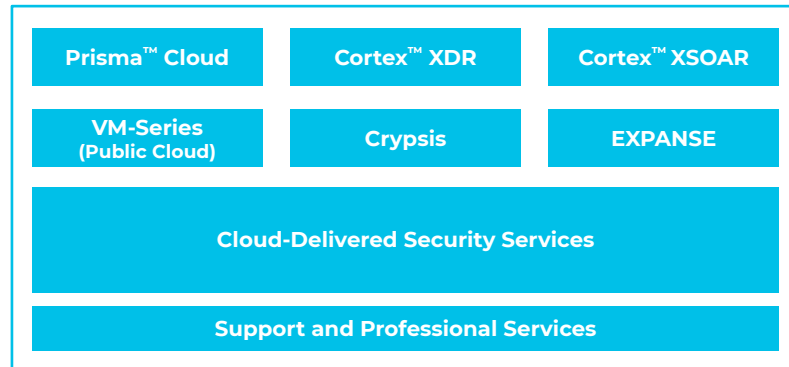 Prisma™ Cloud
Cortex™ XDR
Cortex™ XSOAR
VM-Series
(Public Cloud)
Crypsis
EXPANSE
Cloud-Delivered Security Services
Support and Professional Services